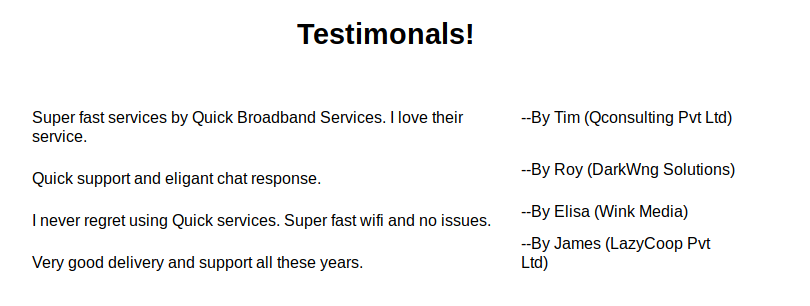 Testimonals!
Super fast services by Quick Broadband Services. I love their
service.
--By Tim (Qconsulting Pvt Ltd)
Quick support and eligant chat response.
--By Roy (DarkWng Solutions)
I never regret using Quick services. Super fast wifi and no issues.
--By Elisa (Wink Media)
Very good delivery and support all these years.
--By James (LazyCoop Pvt
Ltd)